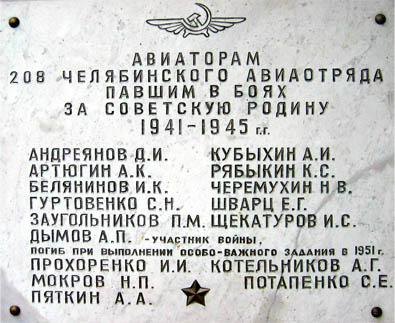 АВИАТОРАМ
208 ЧЕЛЯБИНСКОГО АВИАОТРЯДА
ПАВШИМ В БОЯХ
ЗА СОВЕТСКУЮ РОДИНУ
1941-1945 г.г.
АНДРЕЯНОВ Д.И. КУБЫХИН А.И.
АРТЮГИН А.К. РЯБЫКИН К.С.
БЕЛЯНИНОВ И.К. ЧЕРЕМУХИН Н В.
ГУРТОВЕНКО С.Н. ШВАРЦ Е.Г.
ЗАУГОЛЬНИКОВ П.М. ЩЕКАТУРОВ И.С.
ДЫМОВ А.П. - УЧАСТНИК ВОЙНЫ,
ПОГИБ ПРИ ВЫПОЛНЕНИИ ОСОБО-ВАЖНОГО ЗАДАНИЯ В 1951 г.
ПРОХОРЕНКО И.И. КОТЕЛЬНИКОВ А.Г.
МОКРОВ Н.П. ПОТАПЕНКО С.Е.
ПЯТКИН А.А.